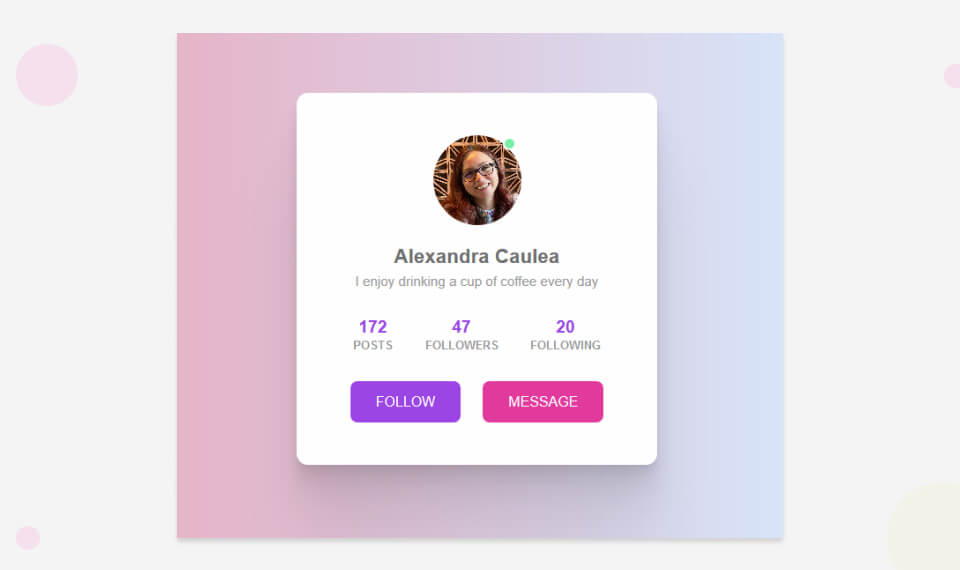 Alexandra Caulea
I enjoy drinking a cup of coffee every day
172 47 20
POSTS FOLLOWERS FOLLOWING
FOLLOW MESSAGE